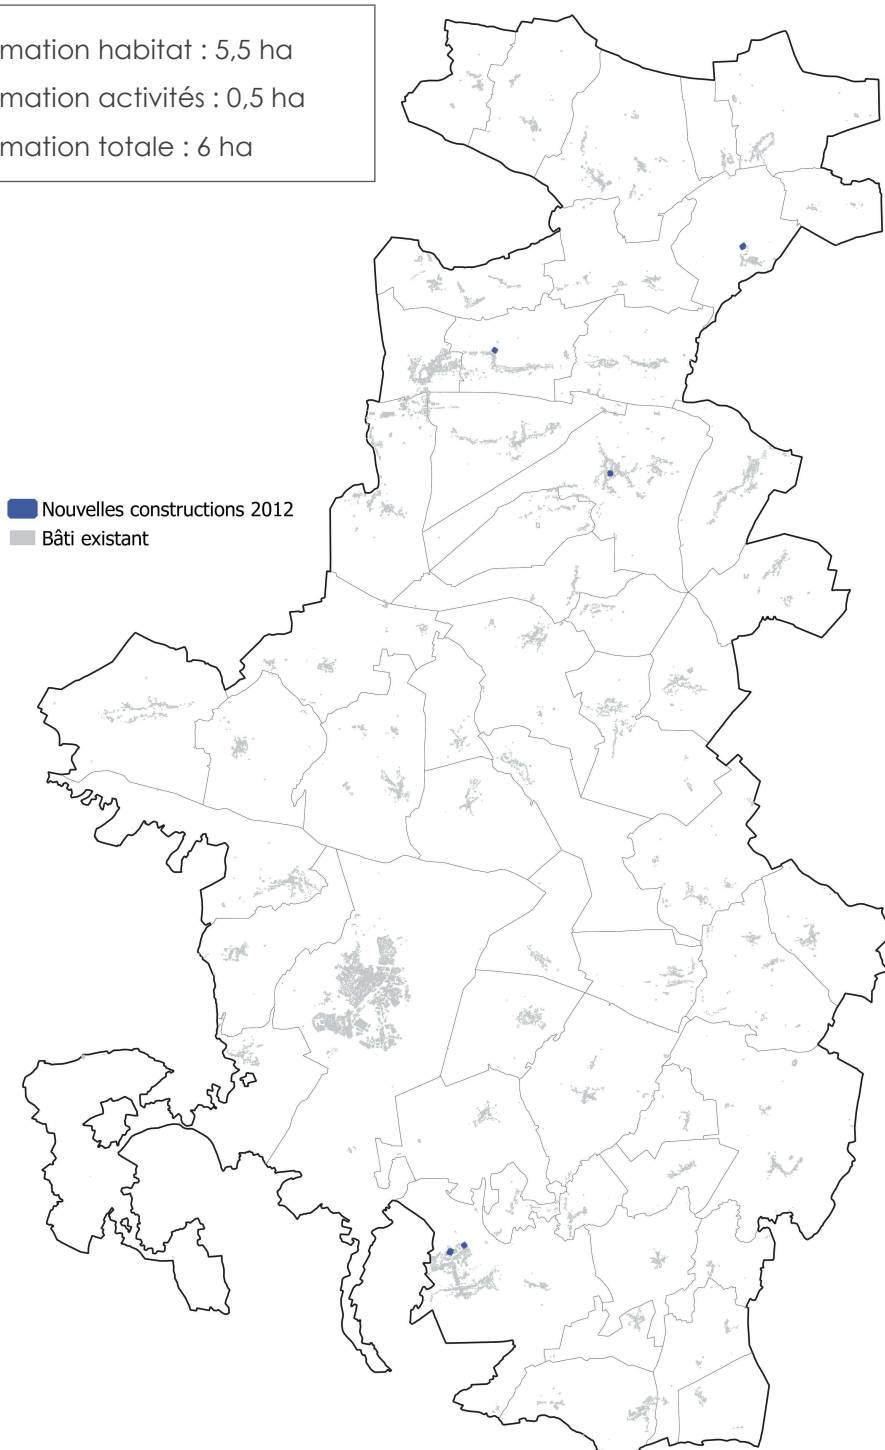 mation habitat : 5,5 ha
mation activités : 0,5 ha
mation totale : 6 ha
Nouvelles constructions 2012
Bâti existant